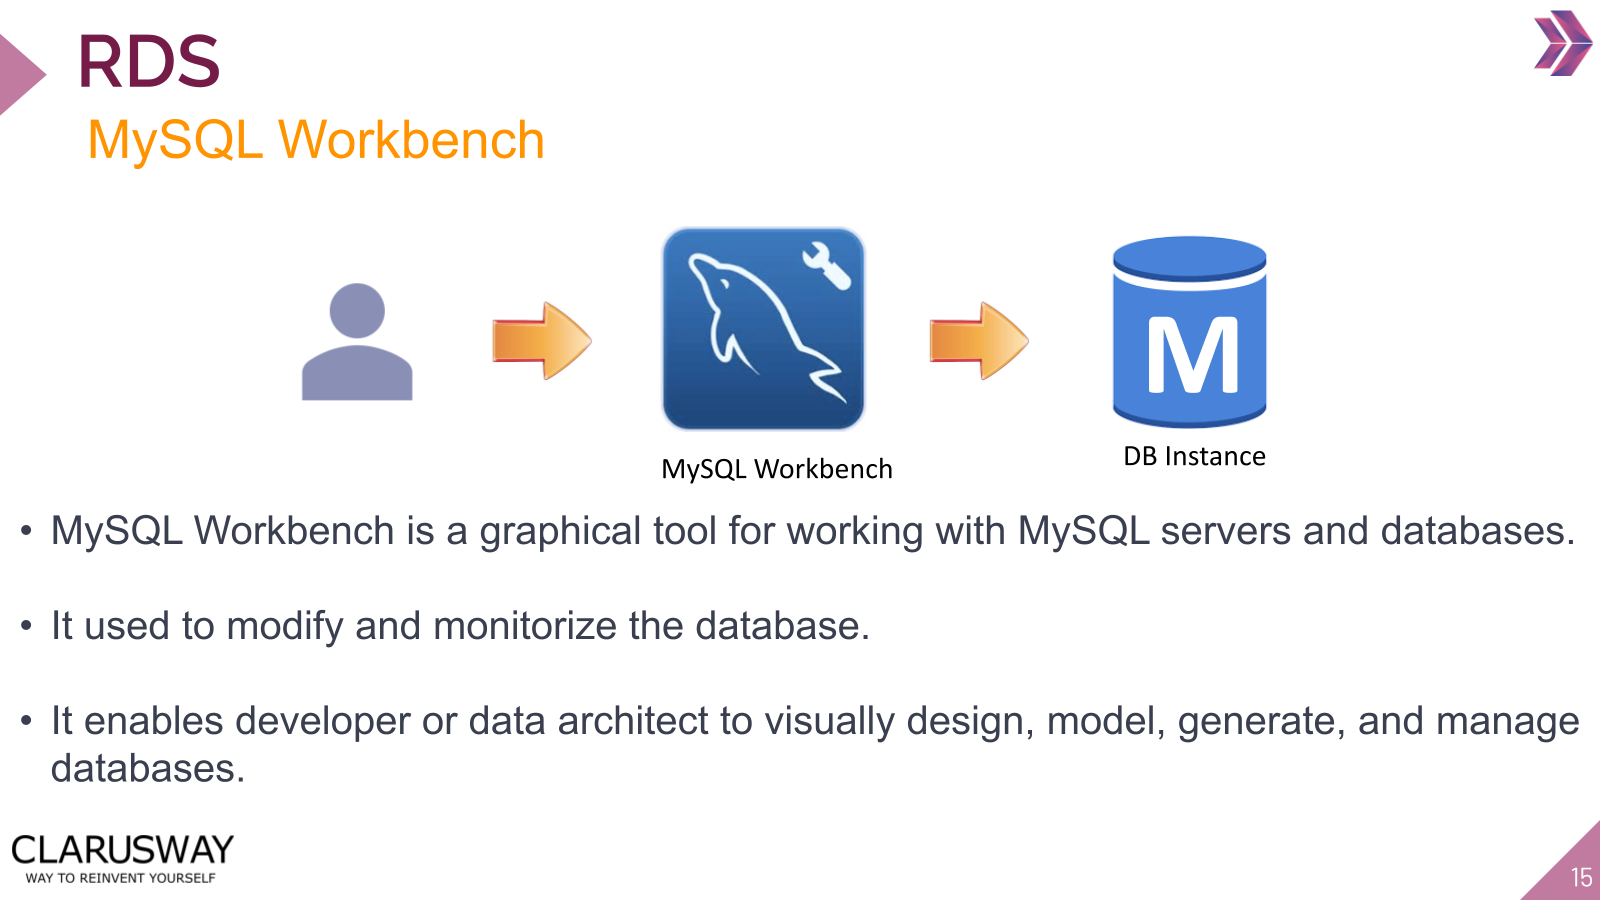 RDS
MySQL Workbench
M
MySQL Workbench
DB Instance
• MySQL Workbench is a graphical tool for working with MySQL servers and databases.
• It used to modify and monitorize the database.
• It enables developer or data architect to visually design, model, generate, and manage
databases.
CLARUSWAY
WAY TO REINVENT YOURSELF
15